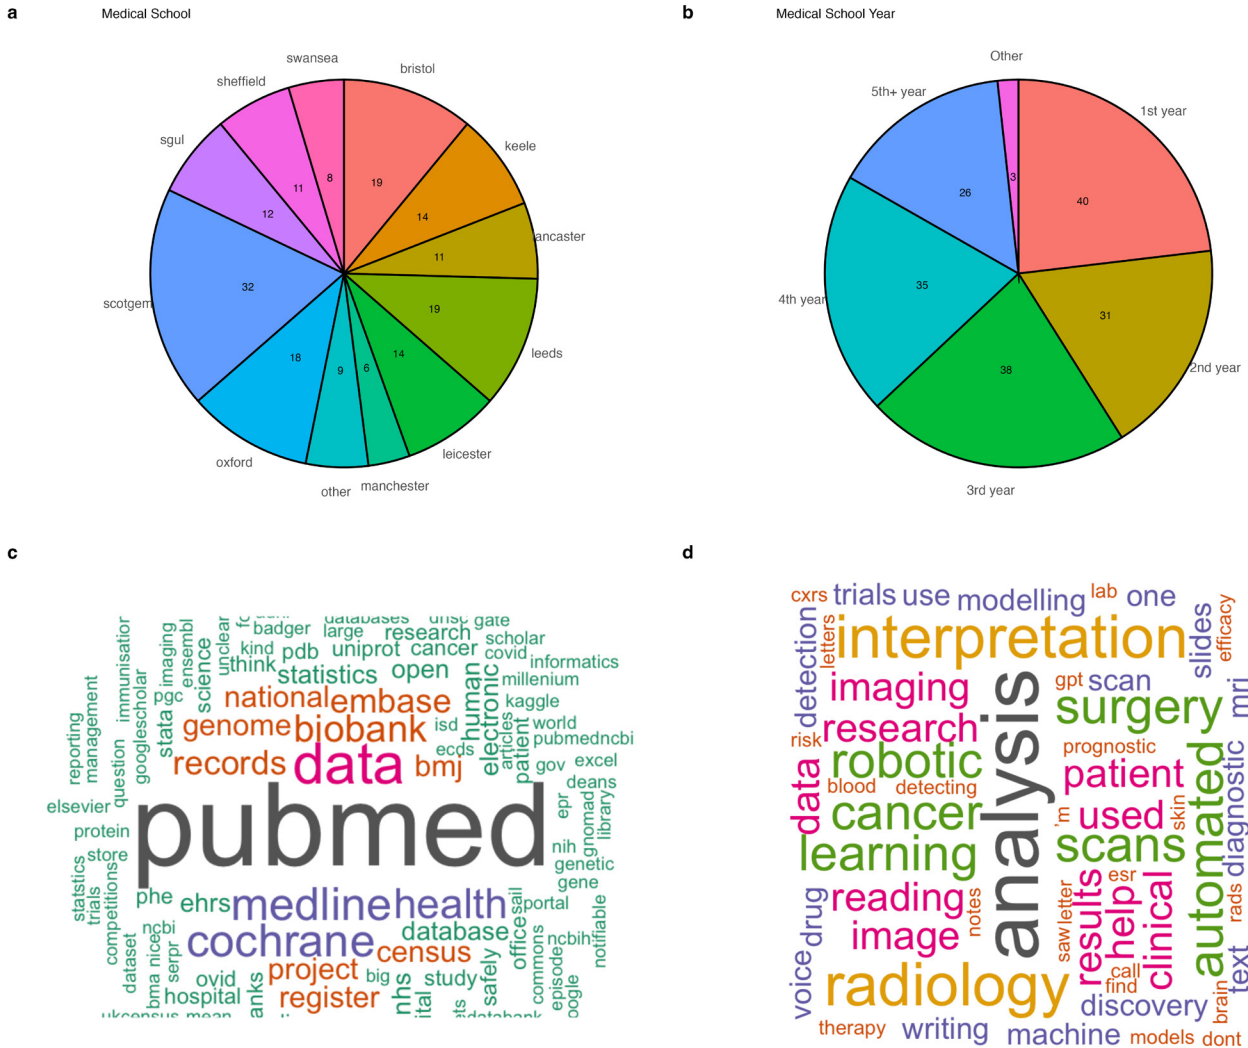 a
Medical School
swansea
bristol
sheffield
keele
sgul
ancaster
scotgem
leeds
leicester
oxford
other
manchester
8
19
11
14
12
11
32
19
18
14
9
6
b
Medical School Year
Other
5th+ year
1st year
4th year
2nd year
3rd year
3
26
40
35
31
38
c
databases
gate
badger
large
research
scholar
kind
pdb
uniprot
cancer
covid
informatics
think
statistics
open
millenium
immunisation
imaging
ensembl
unclear
science
pgc
national
embase
human
electronic
kaggle
reporting
management
question
googlescholar
stata
genome
biobank
isd
articles
patient
world
pubmedncbi
records
data
bmj
ecds
gov
excel
deans
elsevier
pubmed
epr
gnomad
library
protein
store
nih
genetic
gene
statstics
trials
competitions
phe
ehrs
medline
health
sail
portal
ncbi
cochrane
database
office
ncbih
notifiable
dataset
bma
nice
serpr
census
project
big
study
safely
commons
episode
ovid
hospital
register
nhs
ukcensus
mean
d
cxrs
trials
use
modelling
lab
one
detection
letters
interpretation
slides
efficacy
imaging
gpt
scan
mri
research
surgery
risk
robotic
analysis
prognostic
data
blood
detecting
patient
automated
diagnostic
cancer
'm
used
skin
learning
scans
reading
notes
saw
letter
results
esr
help
clinical
rads
drug
image
voice
radiology
call
find
text
discovery
brain
therapy
writing
machine
models
dont